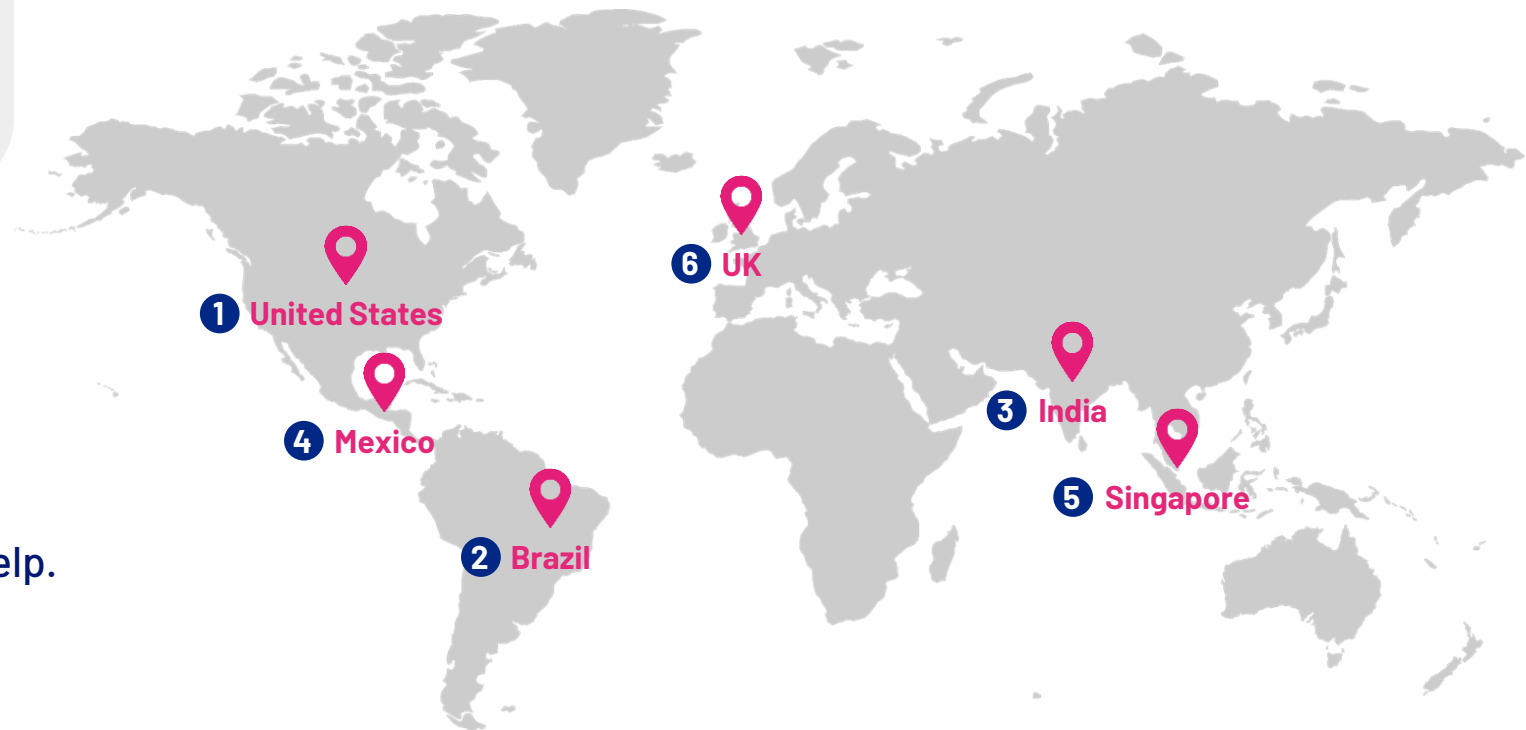 6 UK
1 United States
3 India
4 Mexico
5 Singapore
2 Brazil
elp.